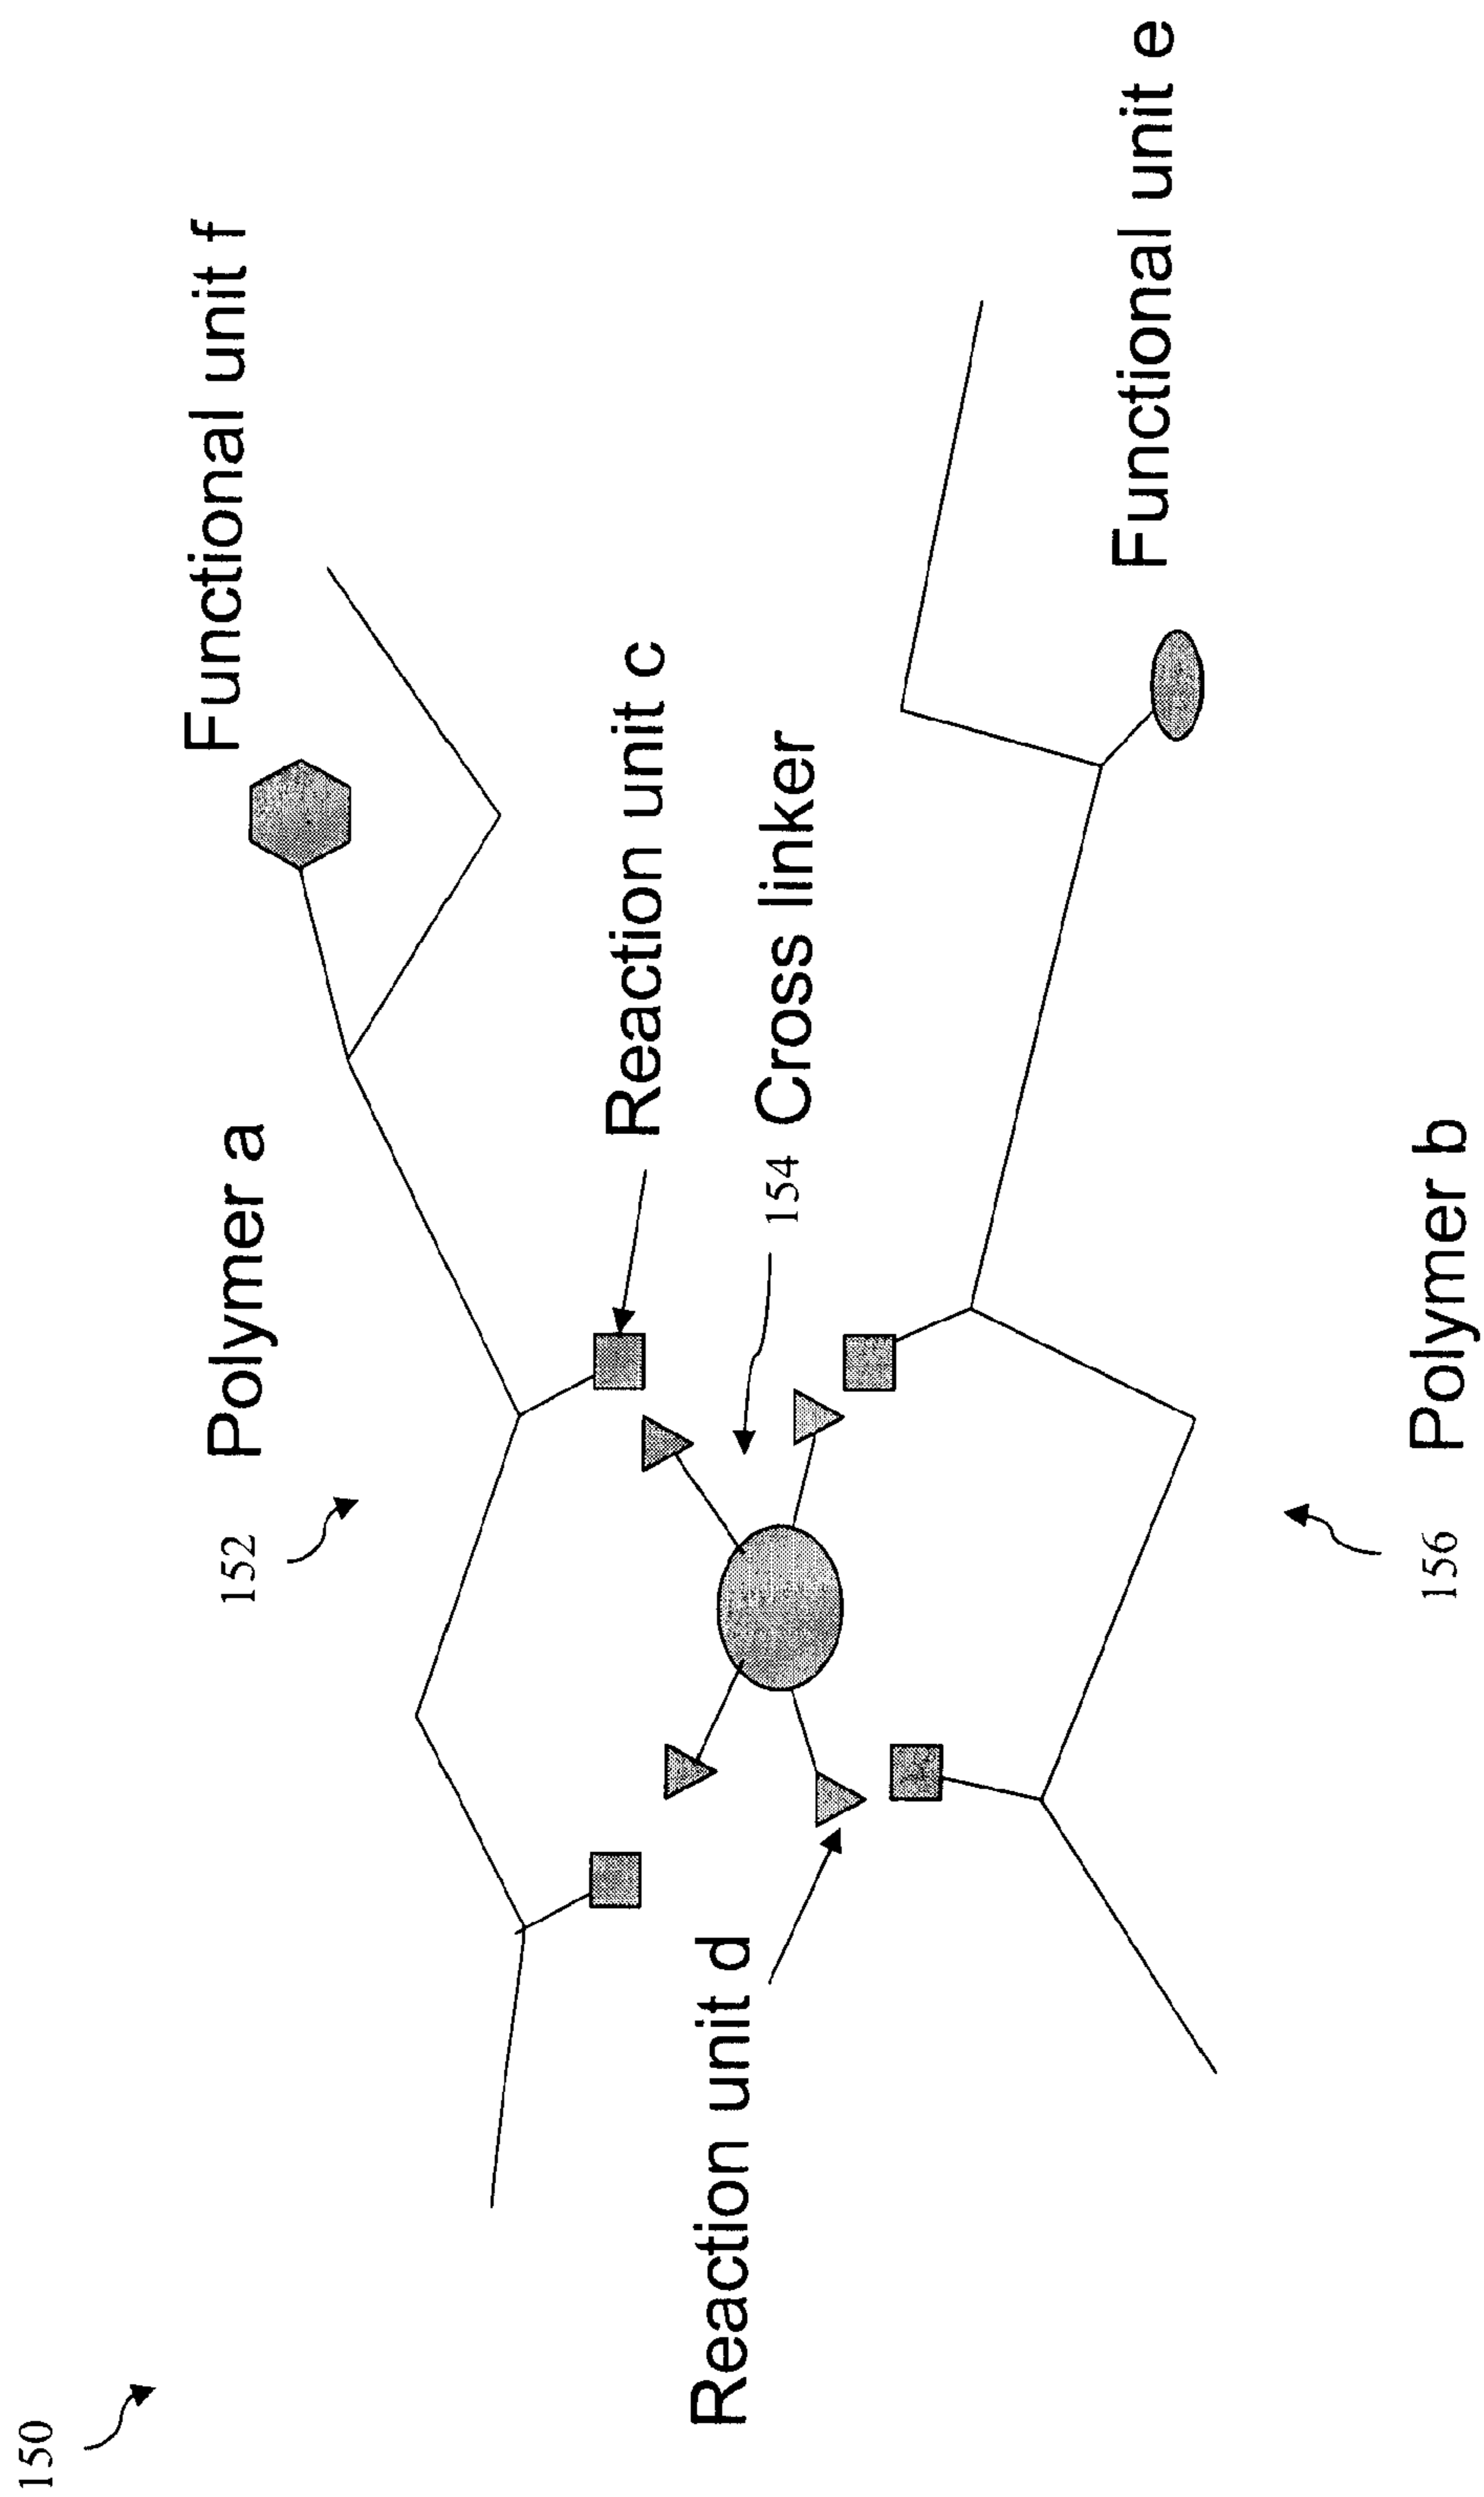 150
152
Polymer a
Functional unit f
Reaction unit c
154
Cross linker
Reaction unit d
Functional unit e
156
Polymer b